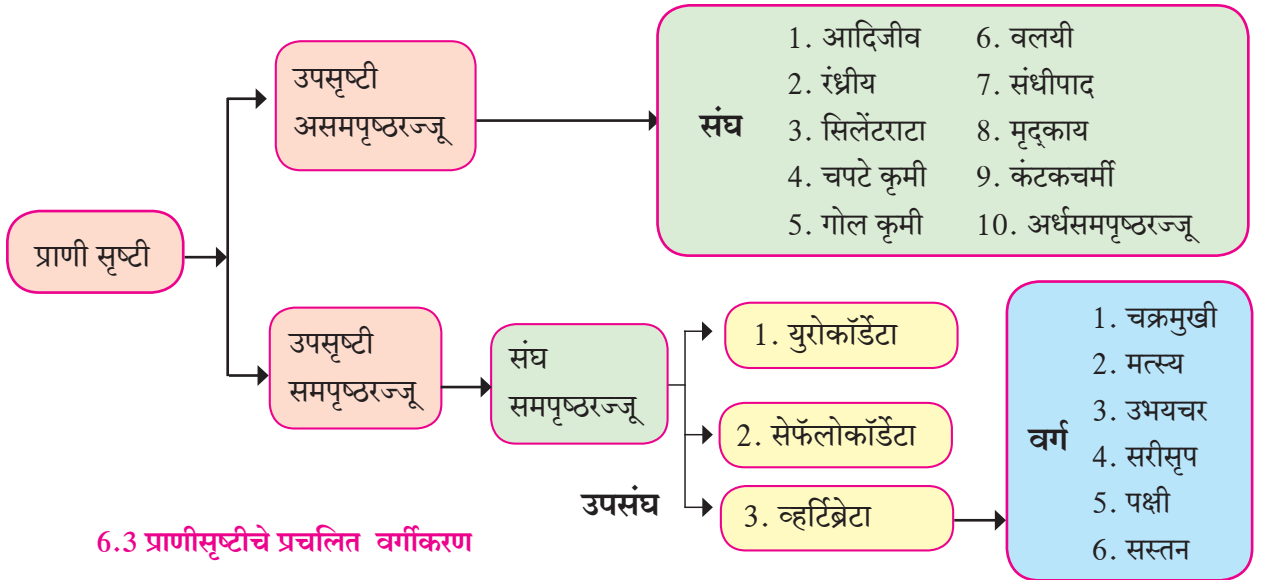 प्राणी सृष्टी
उपसृष्टी
असमपृष्ठरज्जू
संघ
1. आदिजीव
2. रंध्रीय
3. सिलेंटराटा
4. चपटे कृमी
5. गोल कृमी
6. वलयी
7. संधीपाद
8. मृद्काय
9. कंटकचर्मी
10. अर्धसमपृष्ठरज्जू
उपसृष्टी
समपृष्ठरज्जू
संघ
समपृष्ठरज्जू
उपसंघ
1. युरोकॉर्डेटा
2. सेफॅलोकॉर्डेटा
3. व्हर्टिब्रेटा
वर्ग
1. चक्रमुखी
2. मत्स्य
3. उभयचर
4. सरीसृप
5. पक्षी
6. सस्तन
6.3 प्राणीसृष्टीचे प्रचलित वर्गीकरण